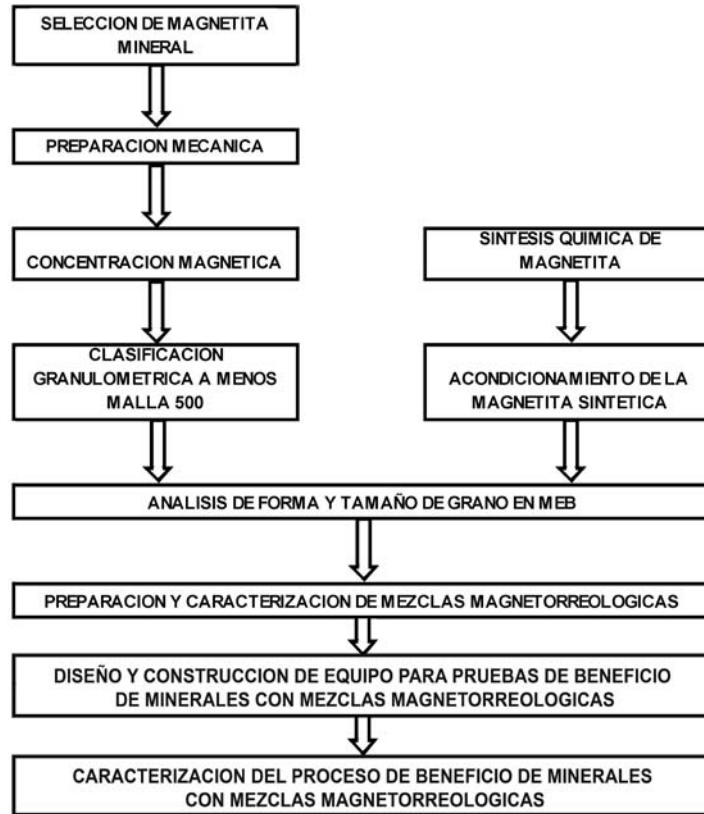 SELECCION DE MAGNETITA
MINERAL
PREPARACION MECANICA
CONCENTRACION MAGNETICA
CLASIFICACION
GRANULOMETRICA A MENOS
MALLA 500
SINTESIS QUIMICA DE
MAGNETITA
ACONDICIONAMIENTO DE LA
MAGNETITA SINTETICA
ANALISIS DE FORMA Y TAMAÑO DE GRANO EN MEB
PREPARACION Y CARACTERIZACION DE MEZCLAS MAGNETORREOLOGICAS
DISEÑO Y CONSTRUCCION DE EQUIPO PARA PRUEBAS DE BENEFICIO
DE MINERALES CON MEZCLAS MAGNETORREOLOGICAS
CARACTERIZACION DEL PROCESO DE BENEFICIO DE MINERALES
CON MEZCLAS MAGNETORREOLOGICAS